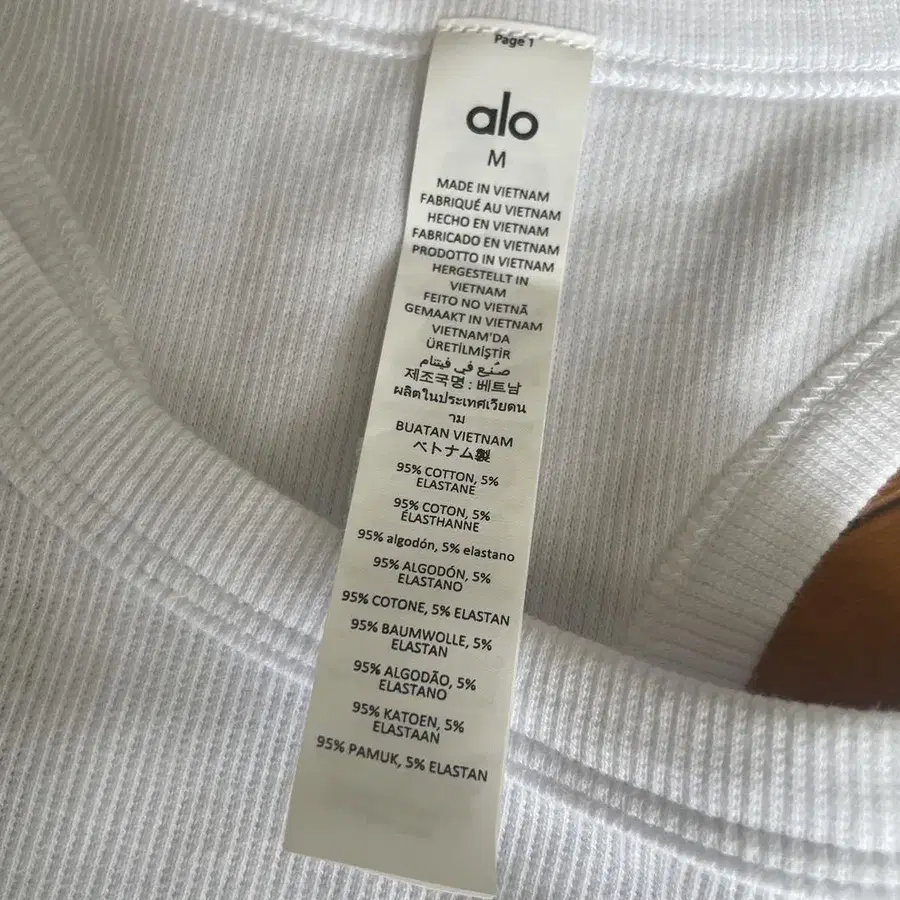 Page 1
alo
M
MADE IN VIETNAM
FABRIQUÉ AU VIETNAM
HECHO EN VIETNAM
FABRICADO EN VIETNAM
PRODOTTO IN VIETNAM
HERGESTELLT IN
VIETNAM
FEITO NO VIETNÃ
GEMAAKT IN VIETNAM
VIETNAM'DA
ÜRETİLMİŞTİR
صُنع في فيتنام
제조국명 : 베트남
ผลิตในประเทศเวียดน
าม
BUATAN VIETNAM
ベトナム製
95% COTTON, 5%
ELASTANE
95% COTON, 5%
ÉLASTHANNE
95% algodón, 5% elastano
95% ALGODÓN, 5%
ELASTANO
95% COTONE, 5% ELASTAN
95% BAUMWOLLE, 5%
ELASTAN
95% ALGODÃO, 5%
ELASTANO
95% KATOEN, 5%
ELASTAAN
95% PAMUK, 5% ELASTAN